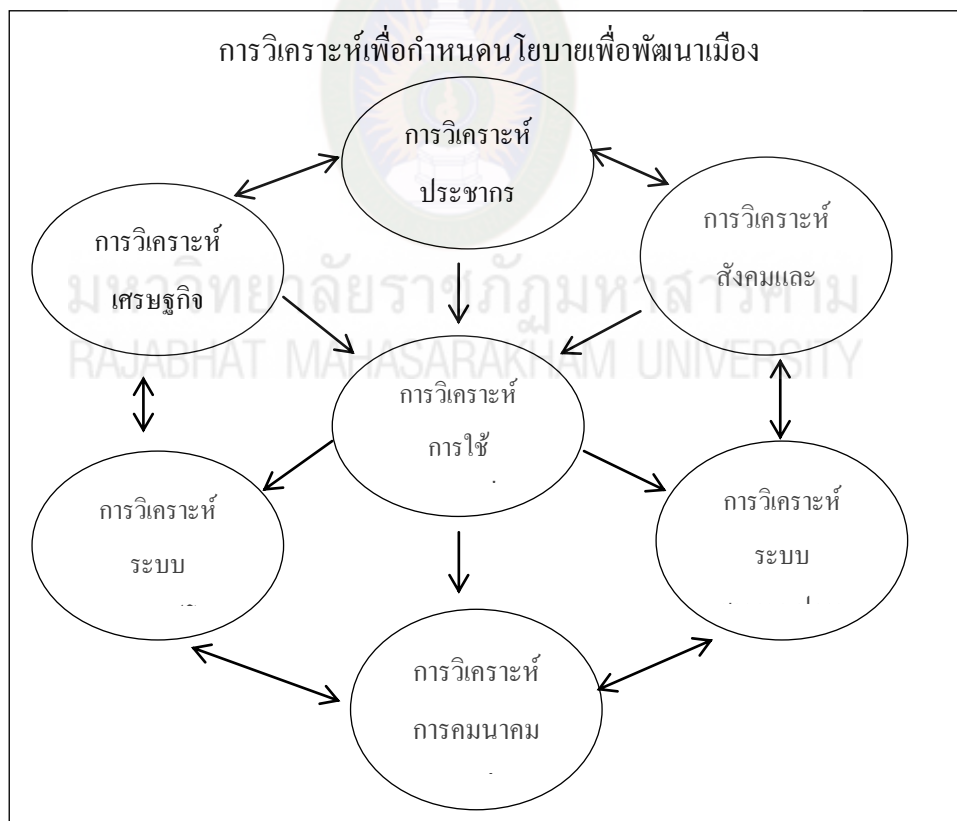 การวิเคราะห์เพื่อกำหนดนโยบายเพื่อพัฒนาเมือง
การวิเคราะห์
ประชากร
การวิเคราะห์
เศรษฐกิจ
การวิเคราะห์
สังคมและ
มหาวิทยาลัยราชภัฏมหาสารคาม
RAJABHAT MAHASARAKHAM UNIVERSITY
การวิเคราะห์
การใช้
การวิเคราะห์
ระบบ
การวิเคราะห์
ระบบ
การวิเคราะห์
การคมนาคม